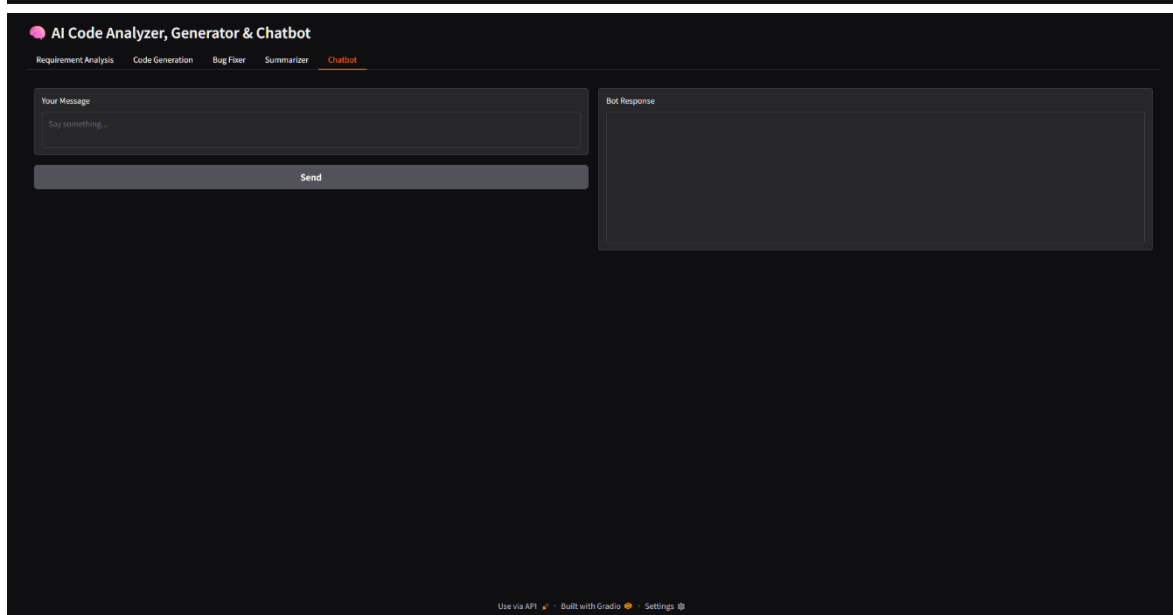 🧠 AI Code Analyzer, Generator & Chatbot
Requirement Analysis Code Generation Bug Fixer Summarizer Chatbot
Your Message
Say something...
Send
Bot Response
Use via API 🚀 · Built with Gradio · Settings ⚙️